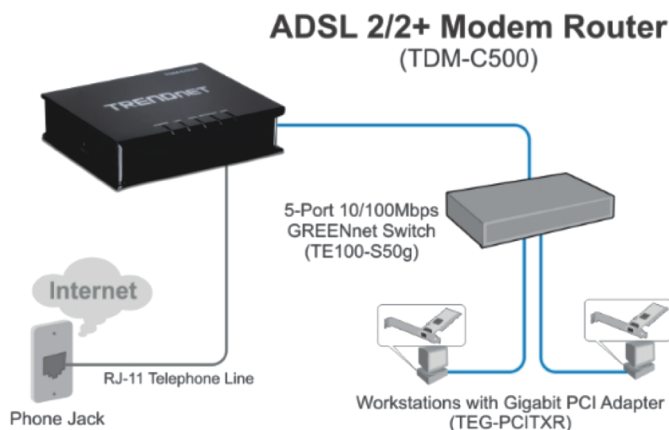 ADSL 2/2+ Modem Router
(TDM-C500)
TRENDNET
5-Port 10/100Mbps
GREENnet Switch
(TE100-S50g)
Internet
RJ-11 Telephone Line
Phone Jack
Workstations with Gigabit PCI Adapter
(TEG-PCITXR)